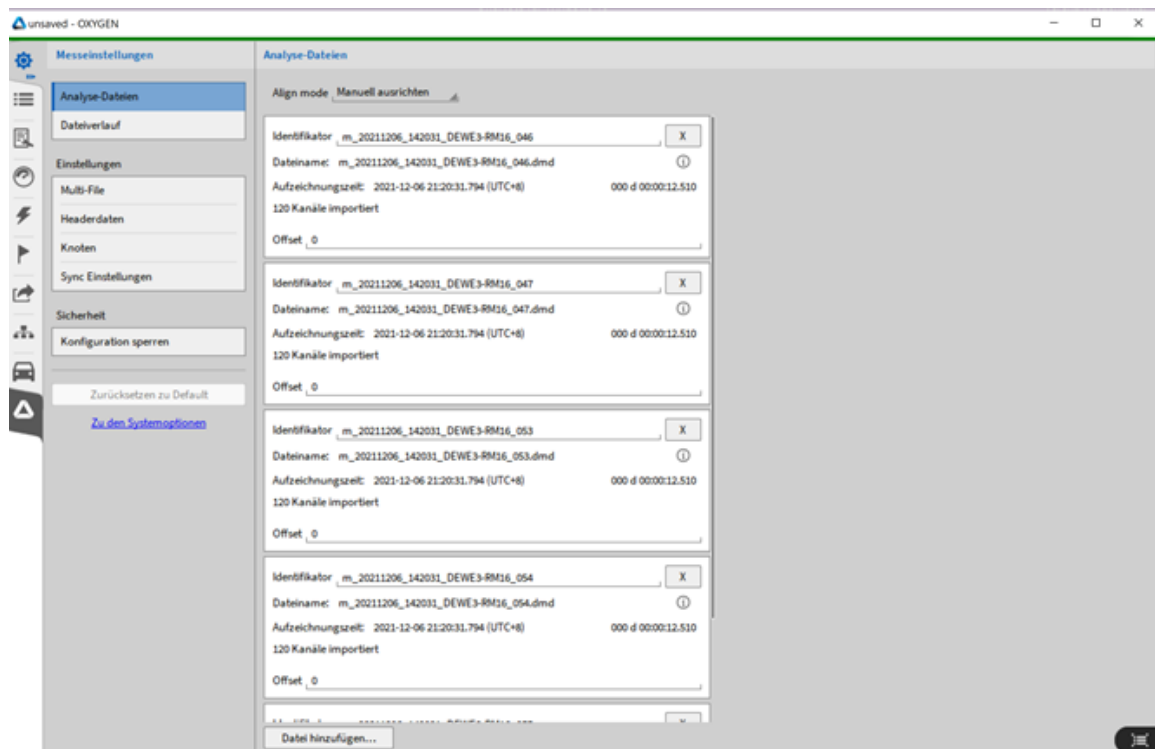 unsaved - OXYGEN
Messeinstellungen
Analyse-Dateien
Dateiverlauf
Einstellungen
Multi-File
Headerdaten
Knoten
Sync Einstellungen
Sicherheit
Konfiguration sperren
Zurücksetzen zu Default
Zu den Systemoptionen
Analyse-Dateien
Align mode Manuell ausrichten
Identifikator m_20211206_142031_DEWE3-RM16_046 X
Dateiname: m_20211206_142031_DEWE3-RM16_046.dmd
Aufzeichnungszeit: 2021-12-06 21:20:31.794 (UTC+8) 000 d 00:00:12.510
120 Kanäle importiert
Offset 0
Identifikator m_20211206_142031_DEWE3-RM16_047 X
Dateiname: m_20211206_142031_DEWE3-RM16_047.dmd
Aufzeichnungszeit: 2021-12-06 21:20:31.794 (UTC+8) 000 d 00:00:12.510
120 Kanäle importiert
Offset 0
Identifikator m_20211206_142031_DEWE3-RM16_053 X
Dateiname: m_20211206_142031_DEWE3-RM16_053.dmd
Aufzeichnungszeit: 2021-12-06 21:20:31.794 (UTC+8) 000 d 00:00:12.510
120 Kanäle importiert
Offset 0
Identifikator m_20211206_142031_DEWE3-RM16_054 X
Dateiname: m_20211206_142031_DEWE3-RM16_054.dmd
Aufzeichnungszeit: 2021-12-06 21:20:31.794 (UTC+8) 000 d 00:00:12.510
120 Kanäle importiert
Offset 0
Datei hinzufügen...